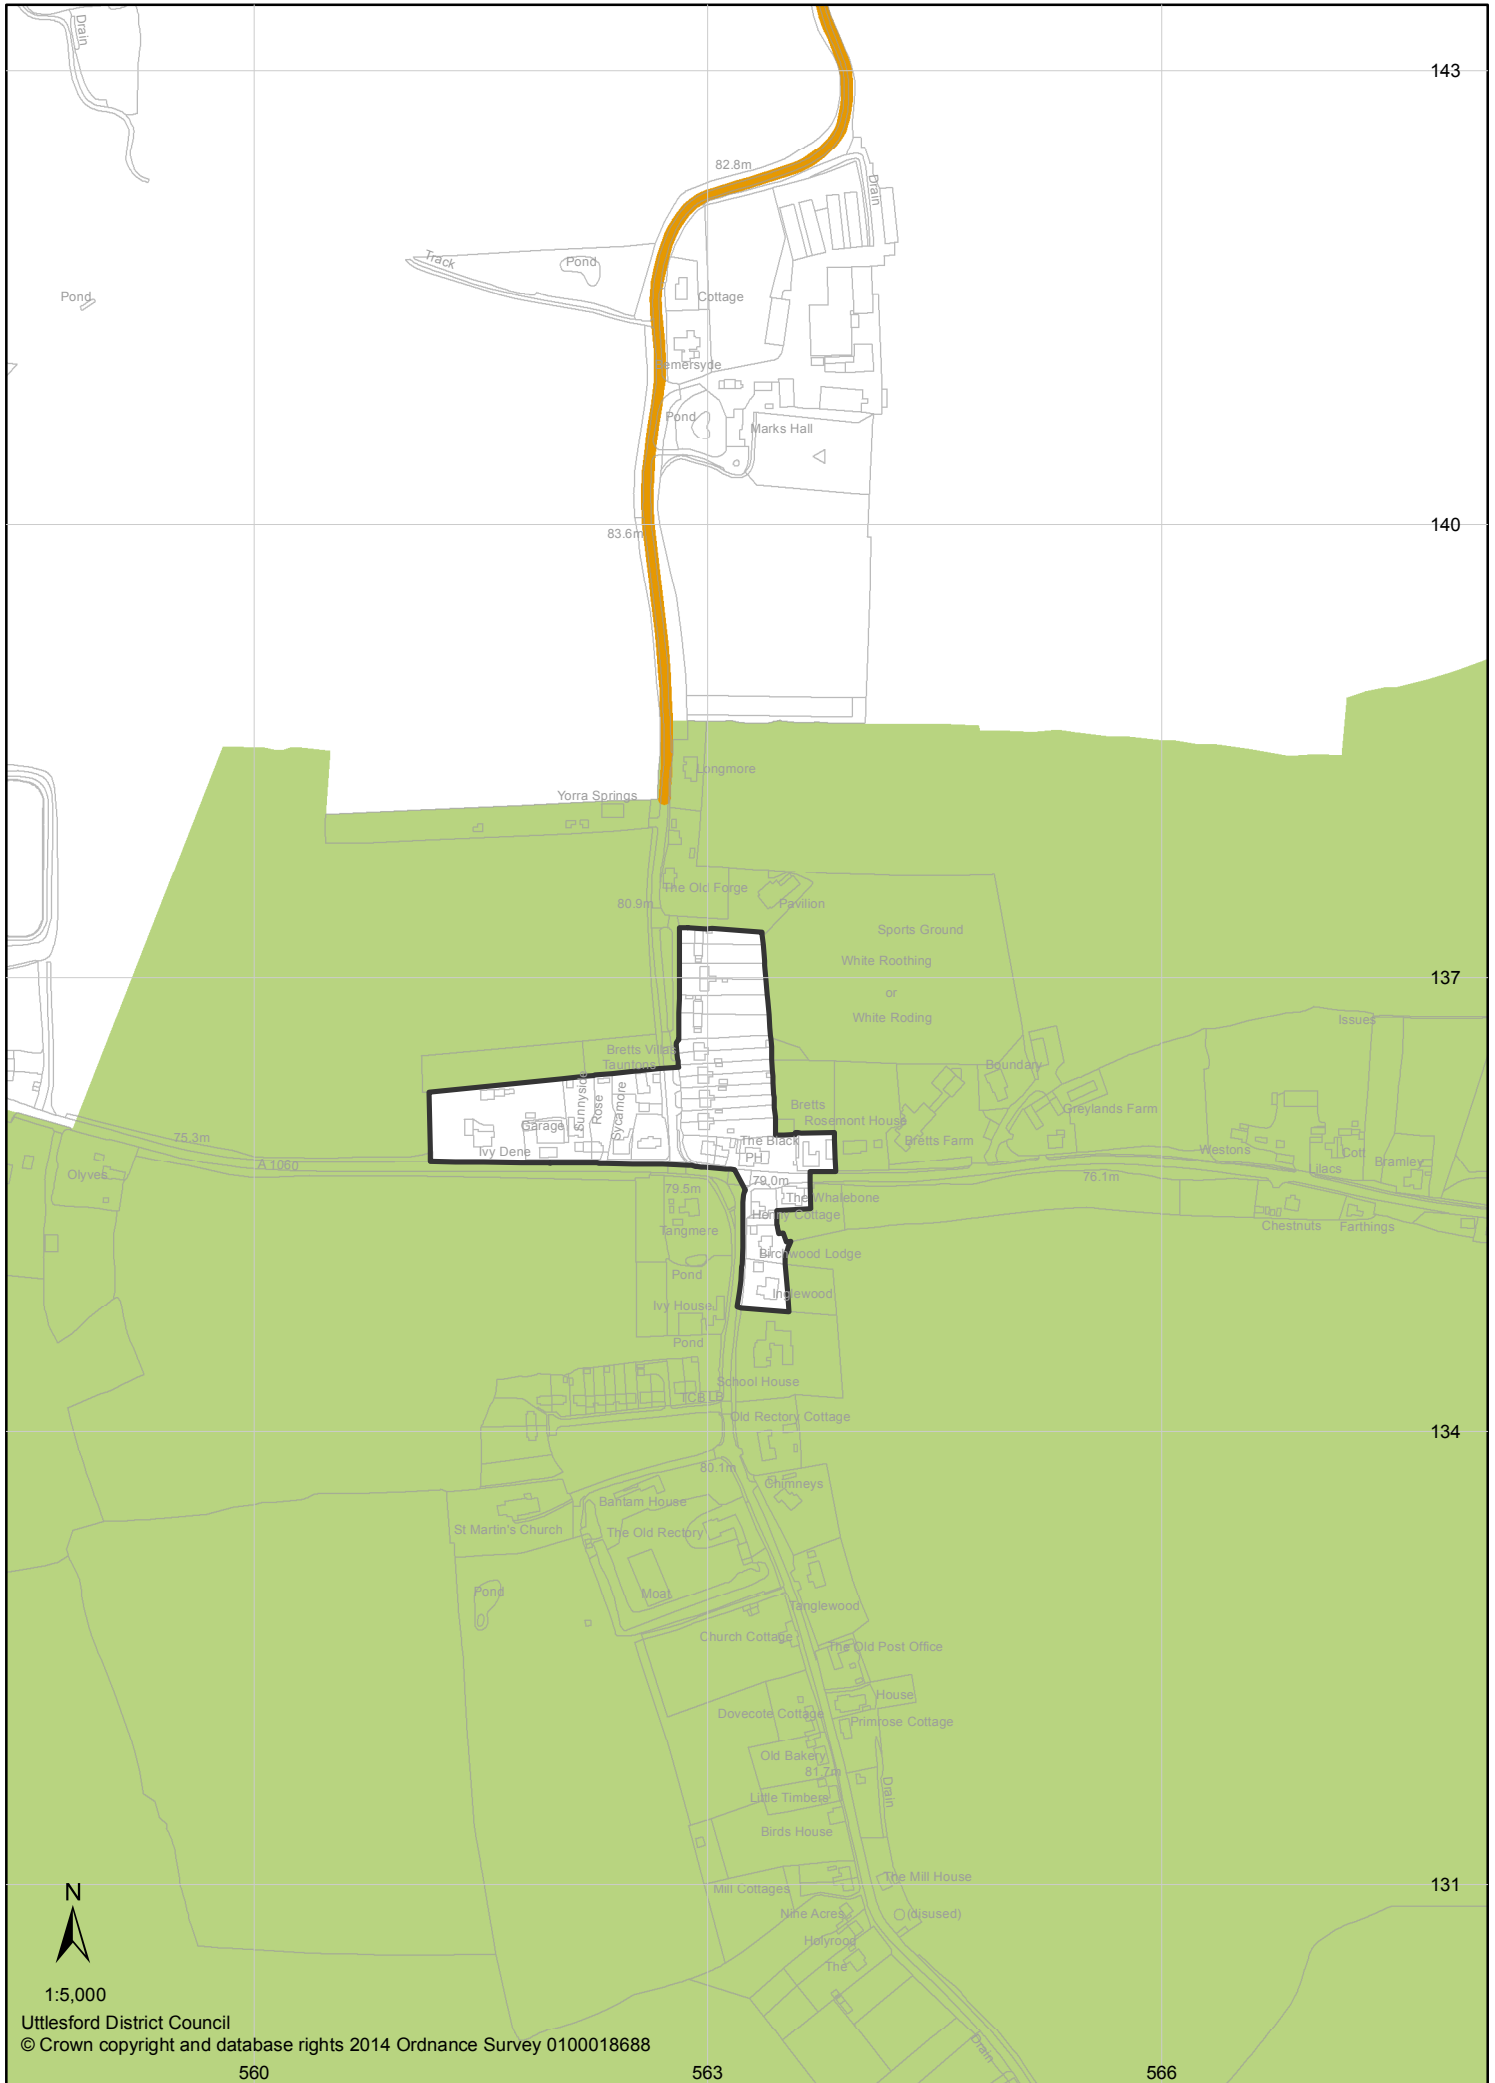 Drain
143
82.8m
Drain
Track
Pond
Pond
Cottage
Bemersyde
Pond
Marks Hall
140
83.6m
Longmore
Yorra Springs
The Old Forge
80.9m
Pavilion
Sports Ground
White Roothing
or
White Roding
137
Issues
Bretts Villas
Tauntons
Boundary
Sunnyside
Rose
Sycamore
Bretts
Greylands Farm
Rosemont House
Garage
75.3m
The Black
PH
Bretts Farm
Ivy Dene
Westons
Cott
Lilacs
Bramley
A 1060
Olyves
79.5m
79.0m
76.1m
The Whalebone
Henny Cottage
Tangmere
Chestnuts
Farthings
Birchwood Lodge
Pond
Inglewood
Ivy House
Pond
School House
TCB LB
Old Rectory Cottage
134
80.1m
Chimneys
Bantam House
St Martin's Church
The Old Rectory
Pond
Moat
Tanglewood
Church Cottage
The Old Post Office
House
Dovecote Cottage
Primrose Cottage
Old Bakery
81.7m
Drain
Little Timbers
Birds House
The Mill House
131
Mill Cottages
N
Nine Acres
(disused)
Holyrood
The
1:5,000
Uttlesford District Council
© Crown copyright and database rights 2014 Ordnance Survey 0100018688
Drain
560
563
566